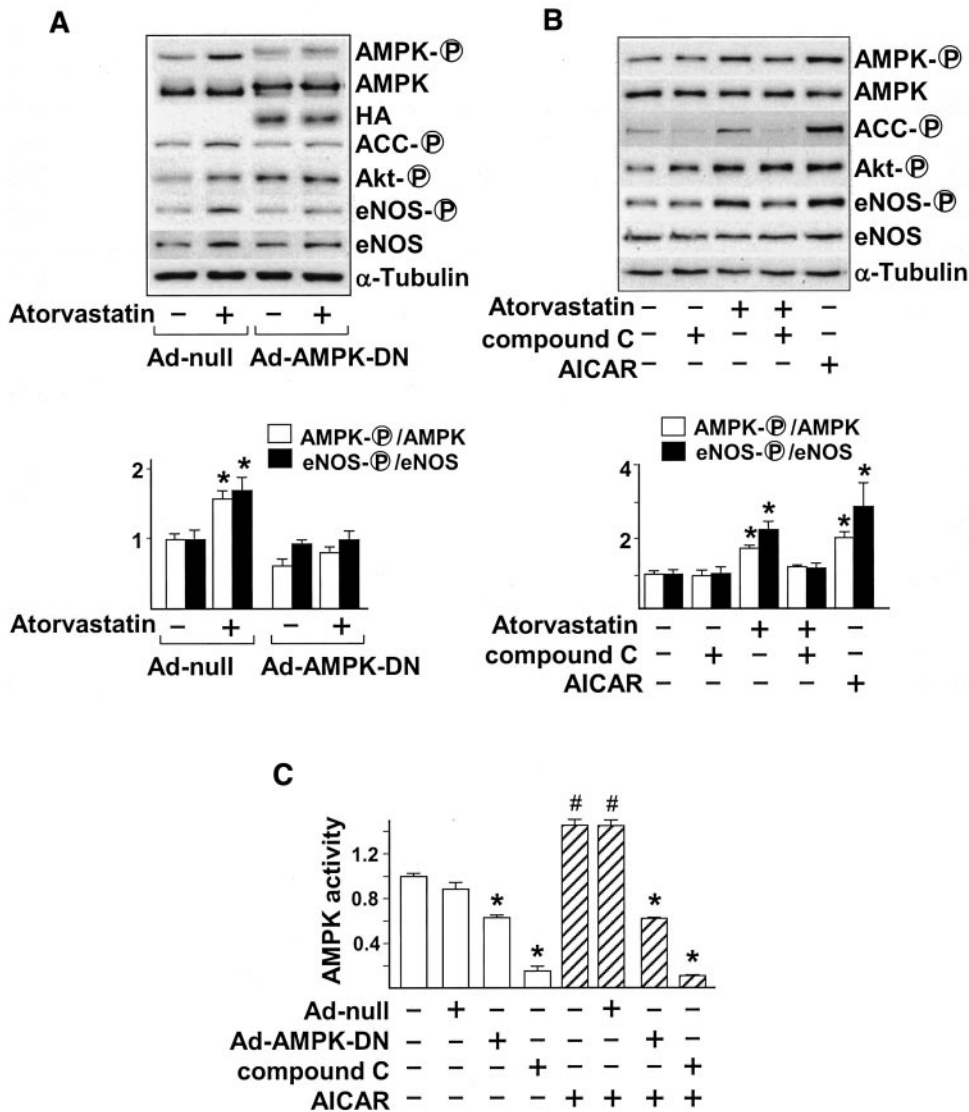 A
AMPK-Ⓟ
AMPK
HA
ACC-Ⓟ
Akt-Ⓟ
eNOS-Ⓟ
eNOS
α-Tubulin
Atorvastatin – + – +
Ad-null Ad-AMPK-DN
AMPK-Ⓟ/AMPK
eNOS-Ⓟ/eNOS
2
* *
1
Atorvastatin – + – +
Ad-null Ad-AMPK-DN
B
AMPK-Ⓟ
AMPK
ACC-Ⓟ
Akt-Ⓟ
eNOS-Ⓟ
eNOS
α-Tubulin
Atorvastatin – – + + –
compound C – + – + –
AICAR – – – – +
AMPK-Ⓟ/AMPK
eNOS-Ⓟ/eNOS
4
2
* * * *
Atorvastatin – – + + –
compound C – + – + –
AICAR – – – – +
C
AMPK activity
# #
1.2
0.8
0.4
* * * *
Ad-null – + – – – + – –
Ad-AMPK-DN – – + – – – + –
compound C – – – + – – – +
AICAR – – – – + + + +